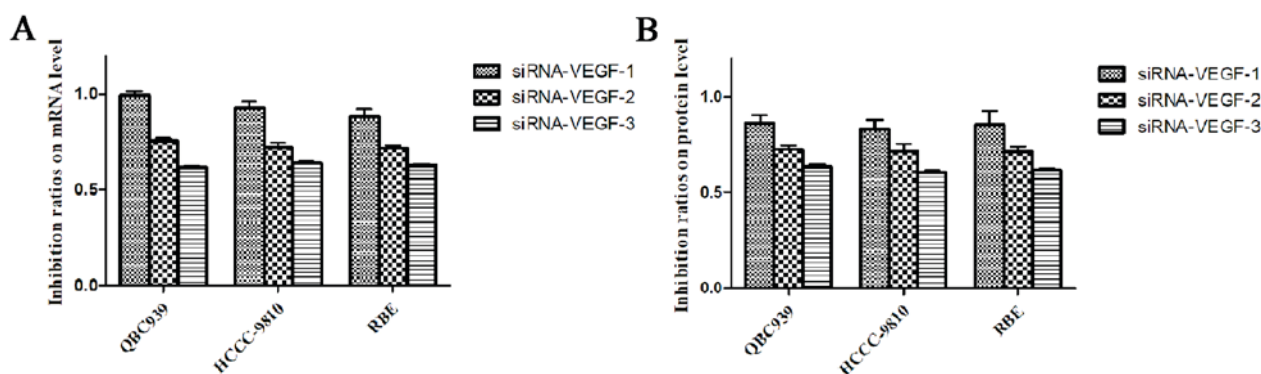 A
Inhibition ratios on mRNA level
1.0
0.5
0.0
QBC939
HCCC-9810
RBE
siRNA-VEGF-1
siRNA-VEGF-2
siRNA-VEGF-3
B
Inhibition ratios on protein level
1.0
0.5
0.0
QBC939
HCCC-9810
RBE
siRNA-VEGF-1
siRNA-VEGF-2
siRNA-VEGF-3